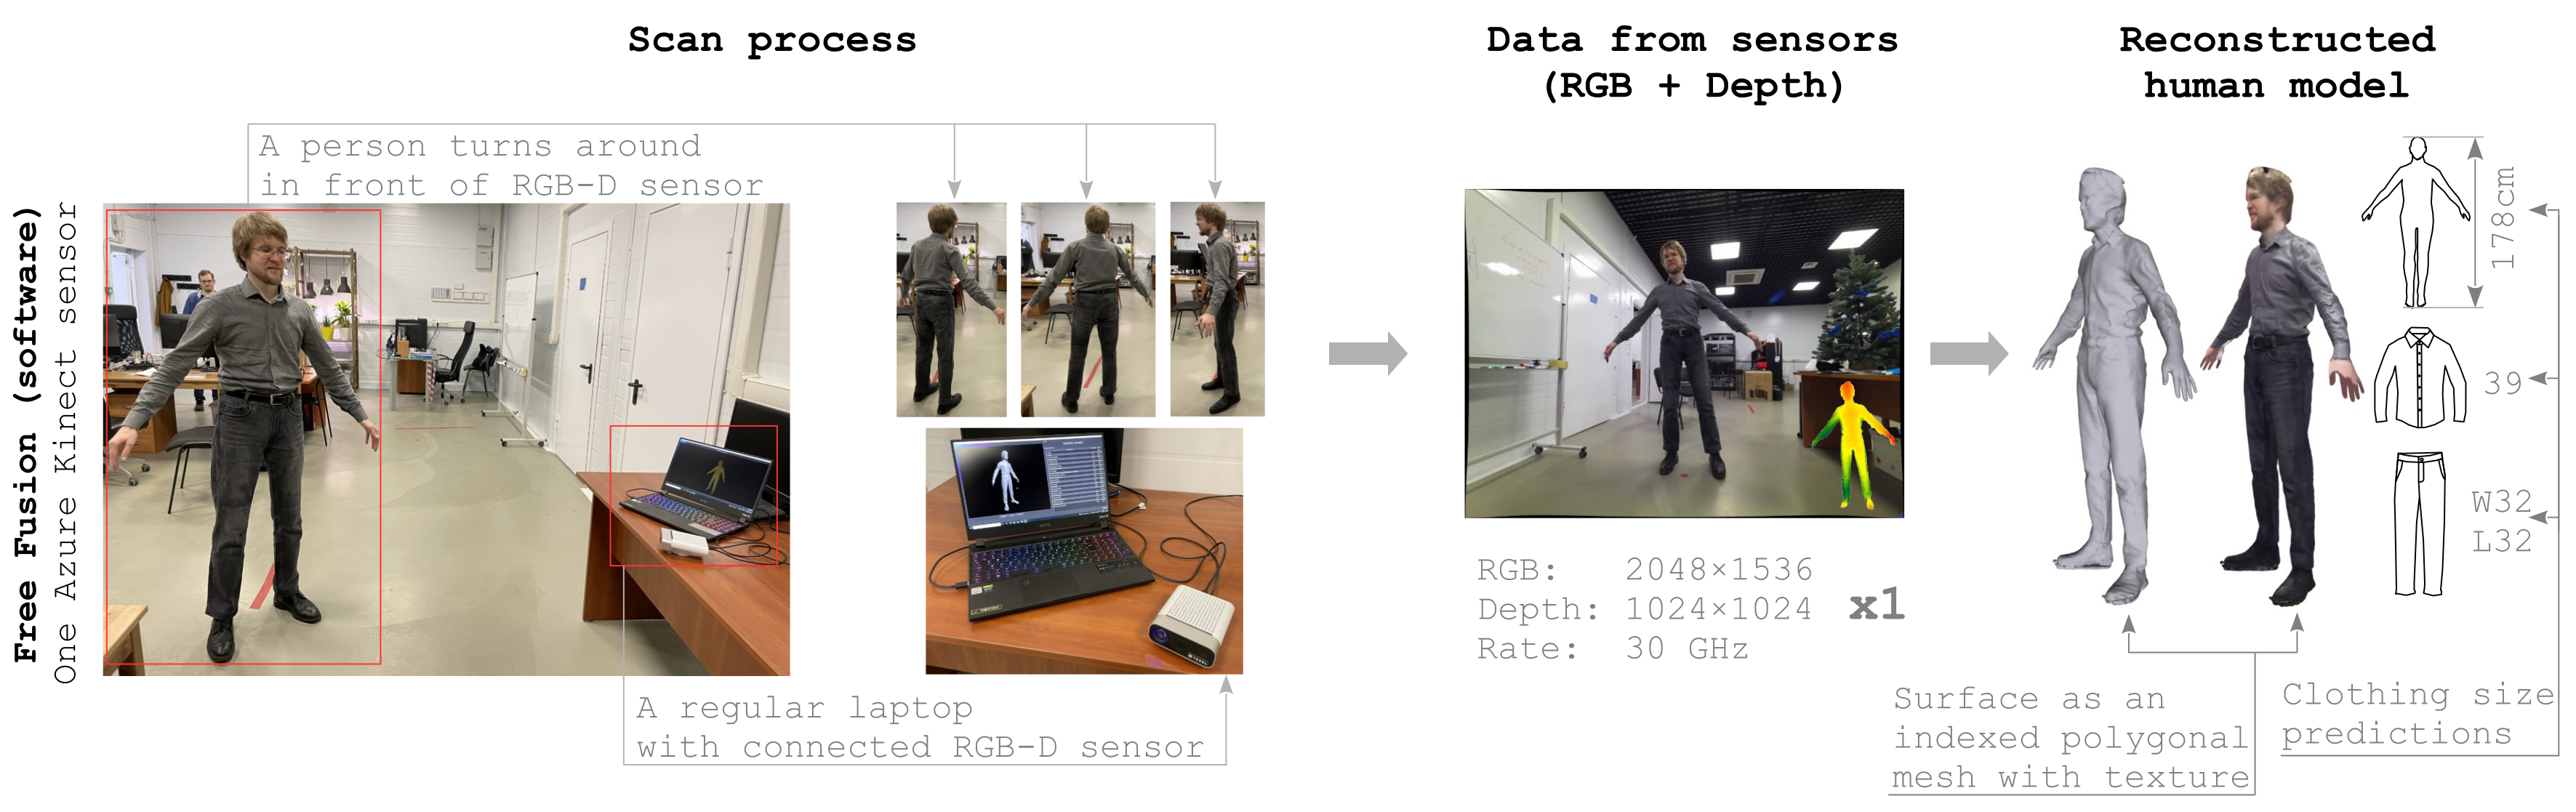 Scan process
Data from sensors
(RGB + Depth)
Reconstructed
human model
Free Fusion (software)
One Azure Kinect sensor
A person turns around
in front of RGB-D sensor
A regular laptop
with connected RGB-D sensor
RGB: 2048×1536
Depth: 1024×1024
Rate: 30 GHz
x1
178cm
39
W32
L32
Surface as an
indexed polygonal
mesh with texture
Clothing size
predictions